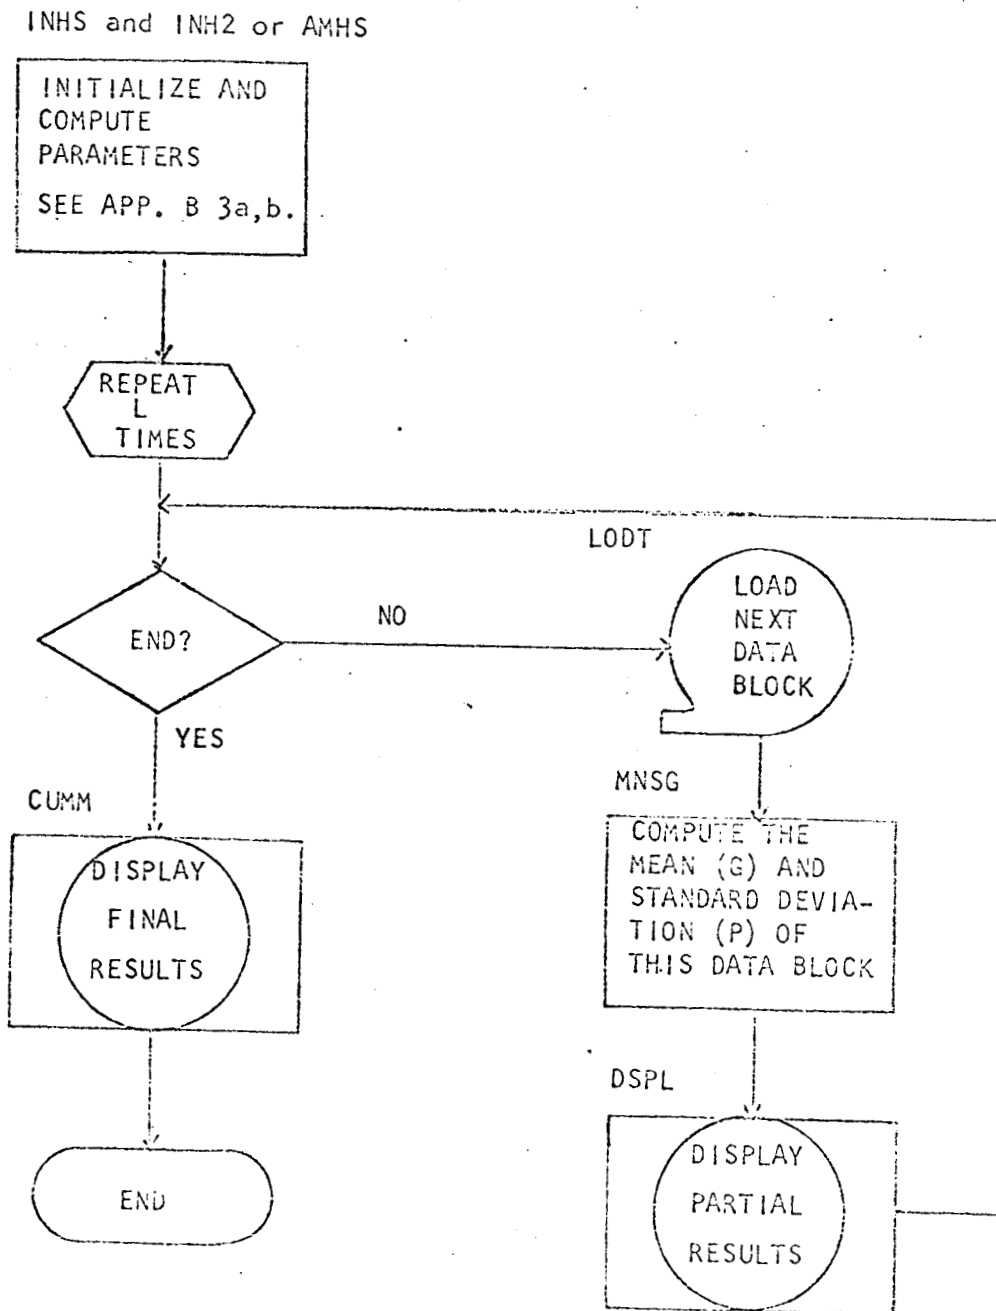 INHS and INH2 or AMHS
INITIALIZE AND
COMPUTE
PARAMETERS
SEE APP. B 3a,b.
REPEAT
L
TIMES
LODT
END?
NO
LOAD
NEXT
DATA
BLOCK
YES
MNSG
CUMM
COMPUTE THE
MEAN (G) AND
STANDARD DEVIA-
TION (P) OF
THIS DATA BLOCK
DISPLAY
FINAL
RESULTS
DSPL
DISPLAY
PARTIAL
RESULTS
END